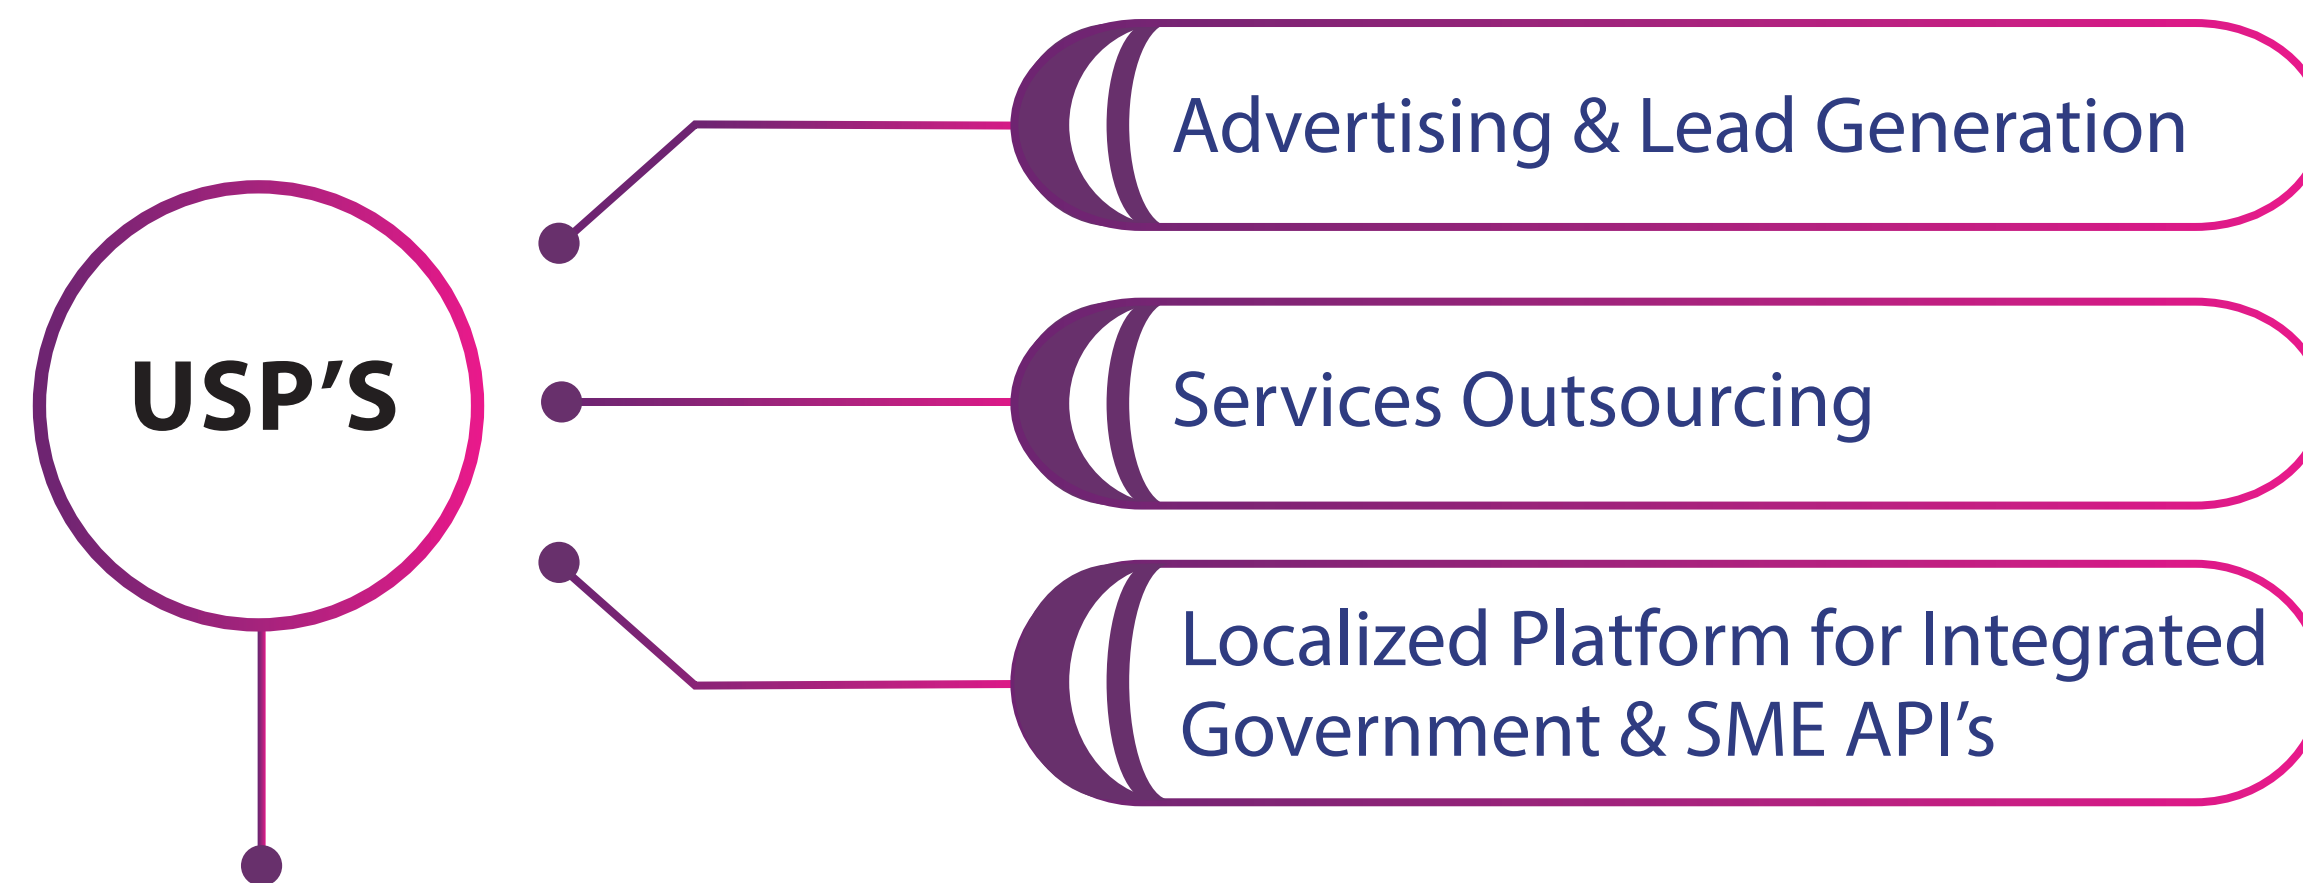 USP’S
Advertising & Lead Generation
Services Outsourcing
Localized Platform for Integrated
Government & SME API’s